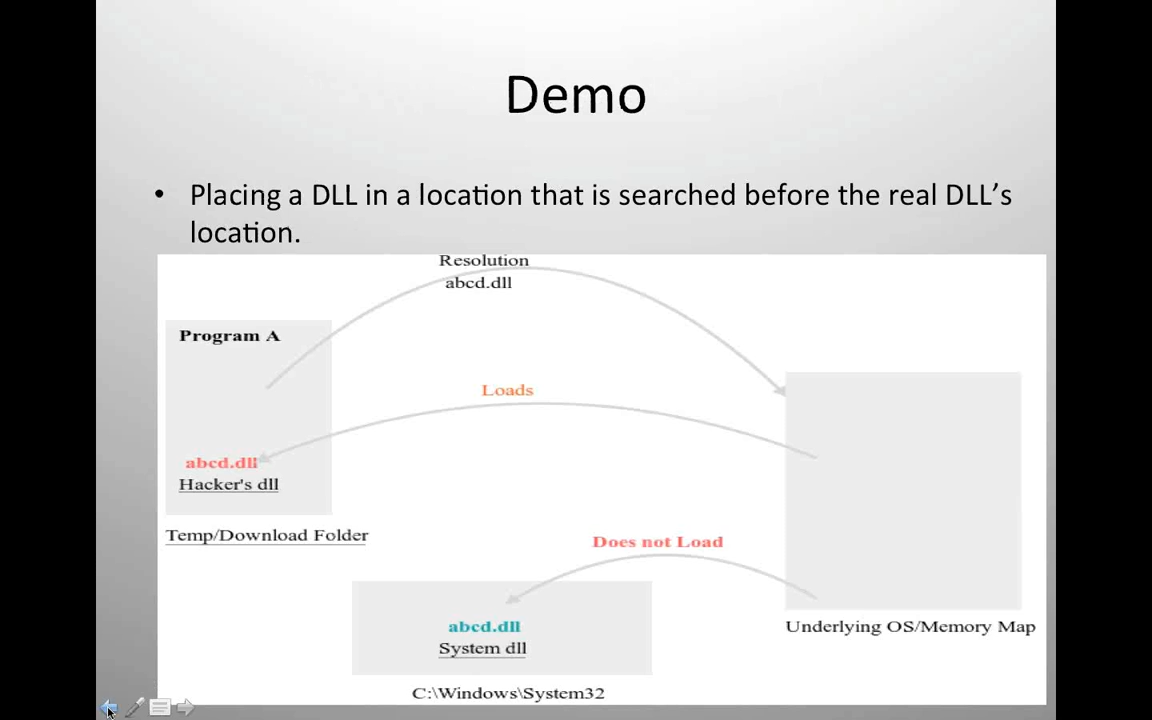 Demo
• Placing a DLL in a location that is searched before the real DLL’s
location.
Resolution
abcd.dll
Program A
Loads
abcd.dll
Hacker's dll
Temp/Download Folder
Does not Load
abcd.dll
System dll
C:\Windows\System32
Underlying OS/Memory Map